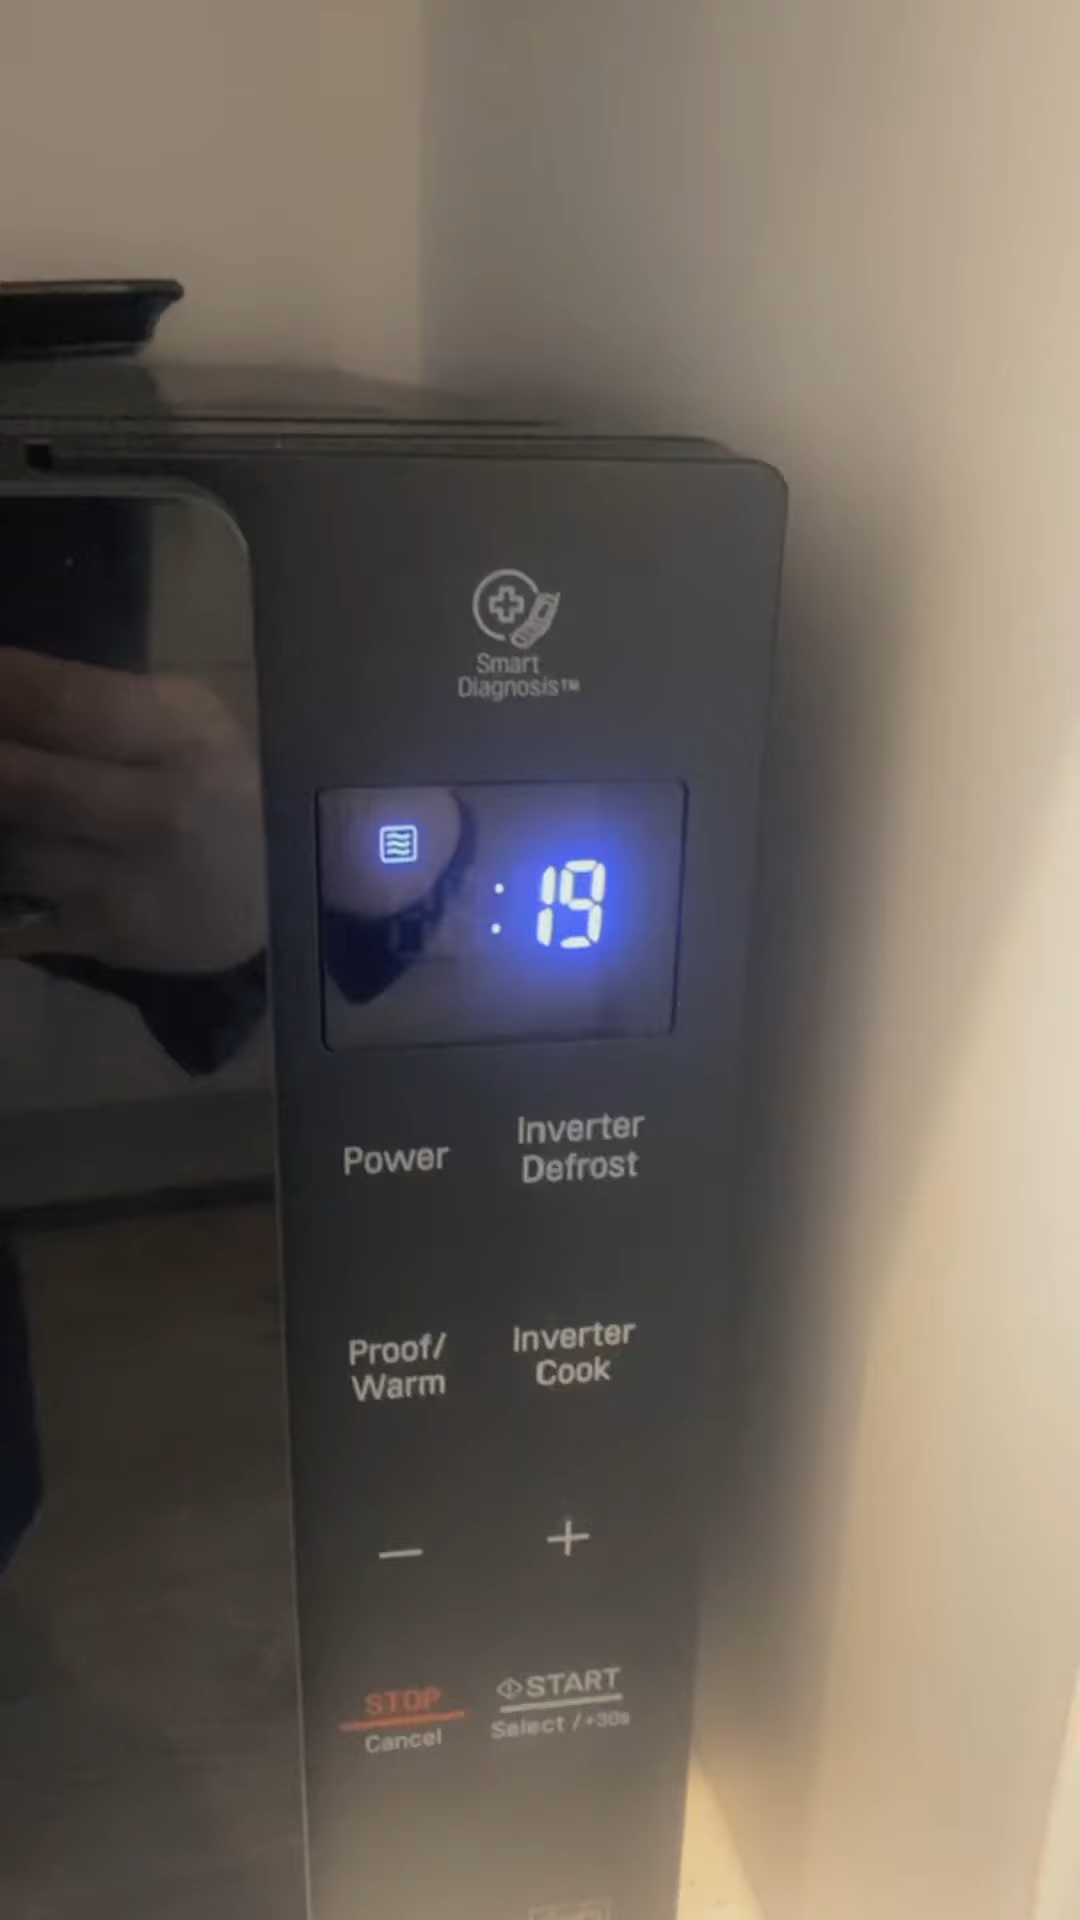 Smart
Diagnosis™
:19
Power
Inverter
Defrost
Proof/
Warm
Inverter
Cook
− +
STOP
Cancel
START
Select / +30s